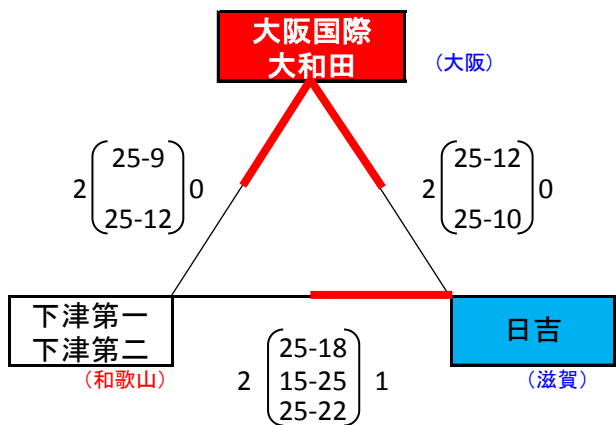 大阪国際
大和田
(大阪)
25-9
2 0
25-12
25-12
2 0
25-10
下津第一
下津第二
(和歌山)
25-18
2 15-25 1
25-22
日吉
(滋賀)